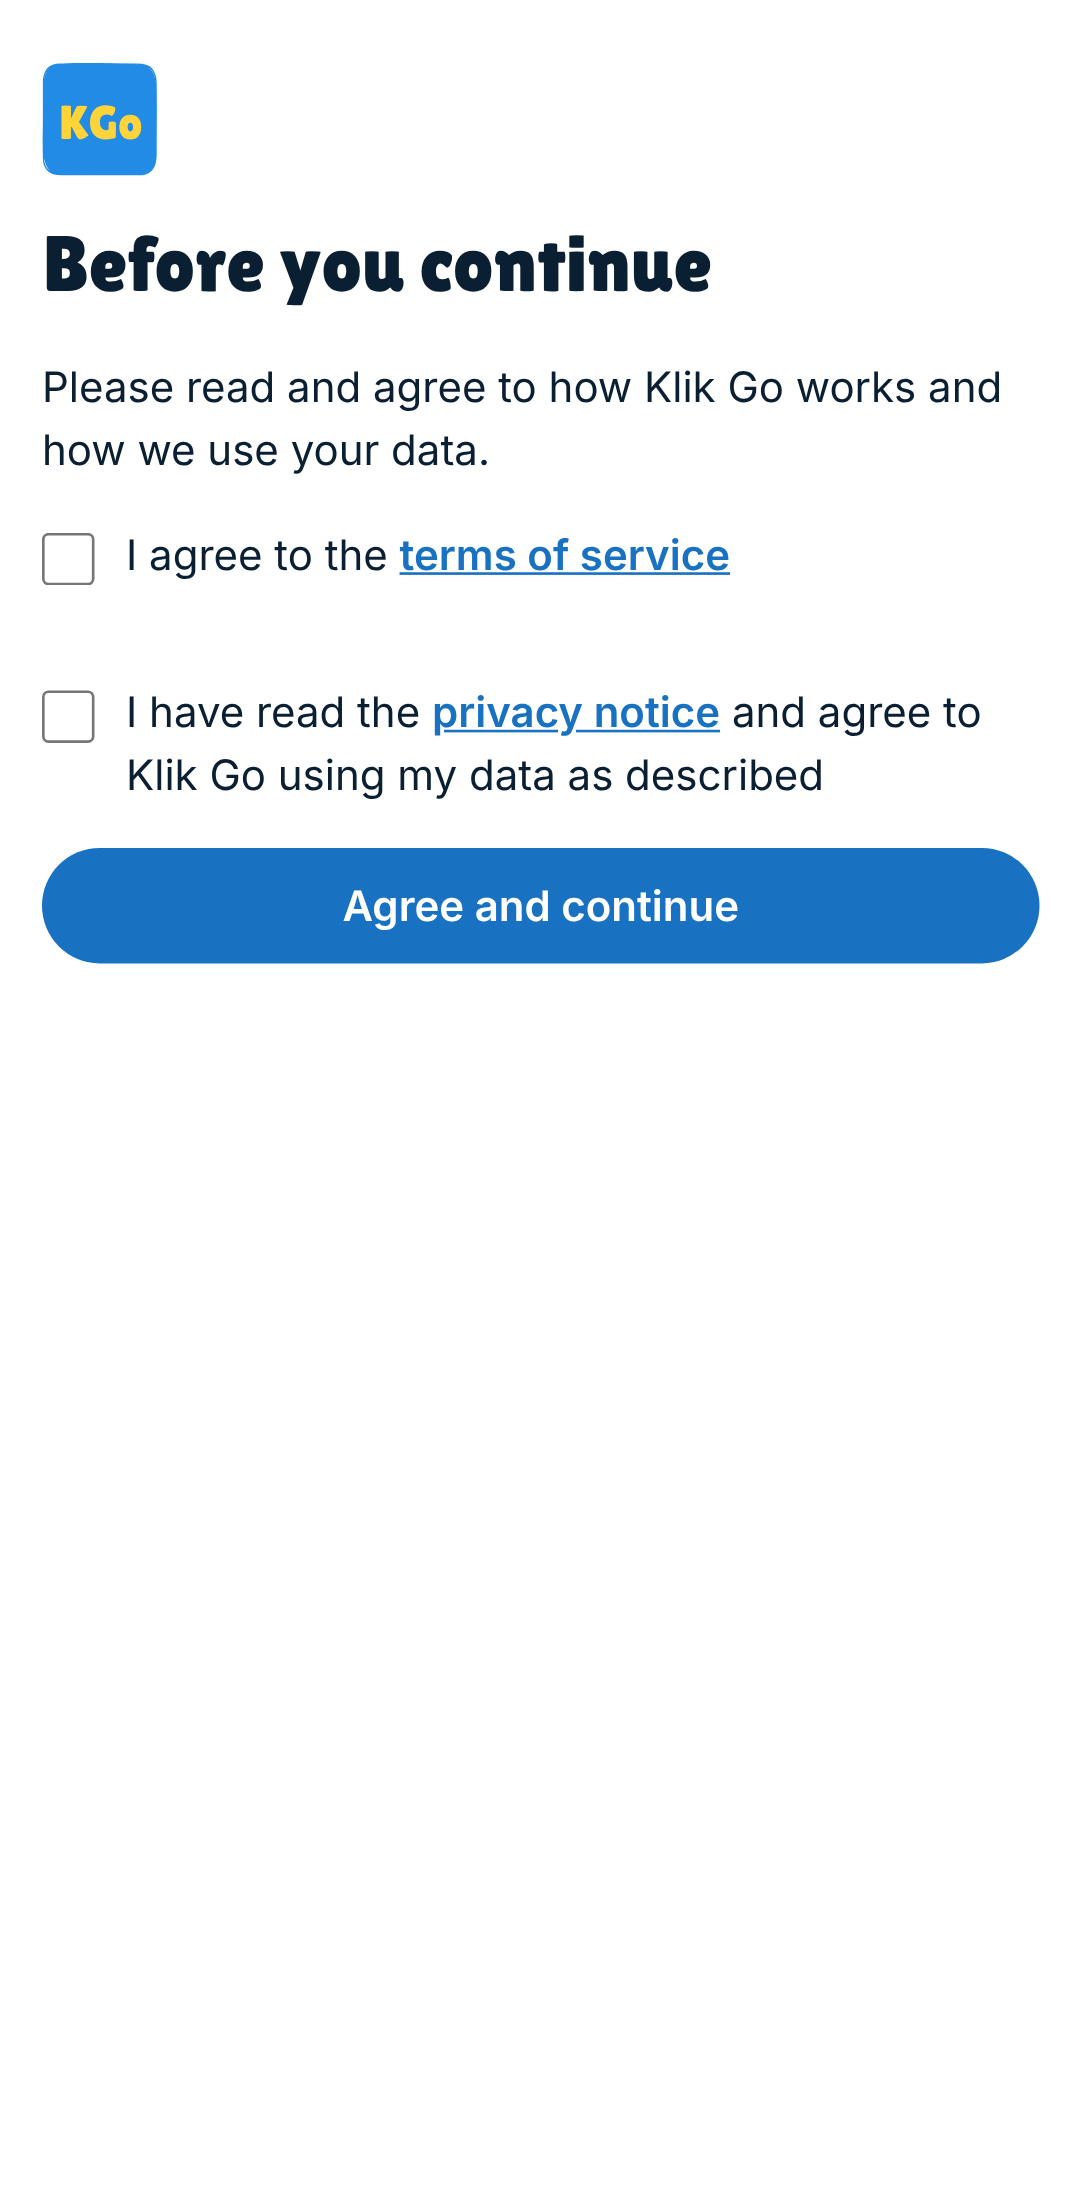 KGo
Before you continue
Please read and agree to how Klik Go works and
how we use your data.
I agree to the terms of service
I have read the privacy notice and agree to
Klik Go using my data as described
Agree and continue